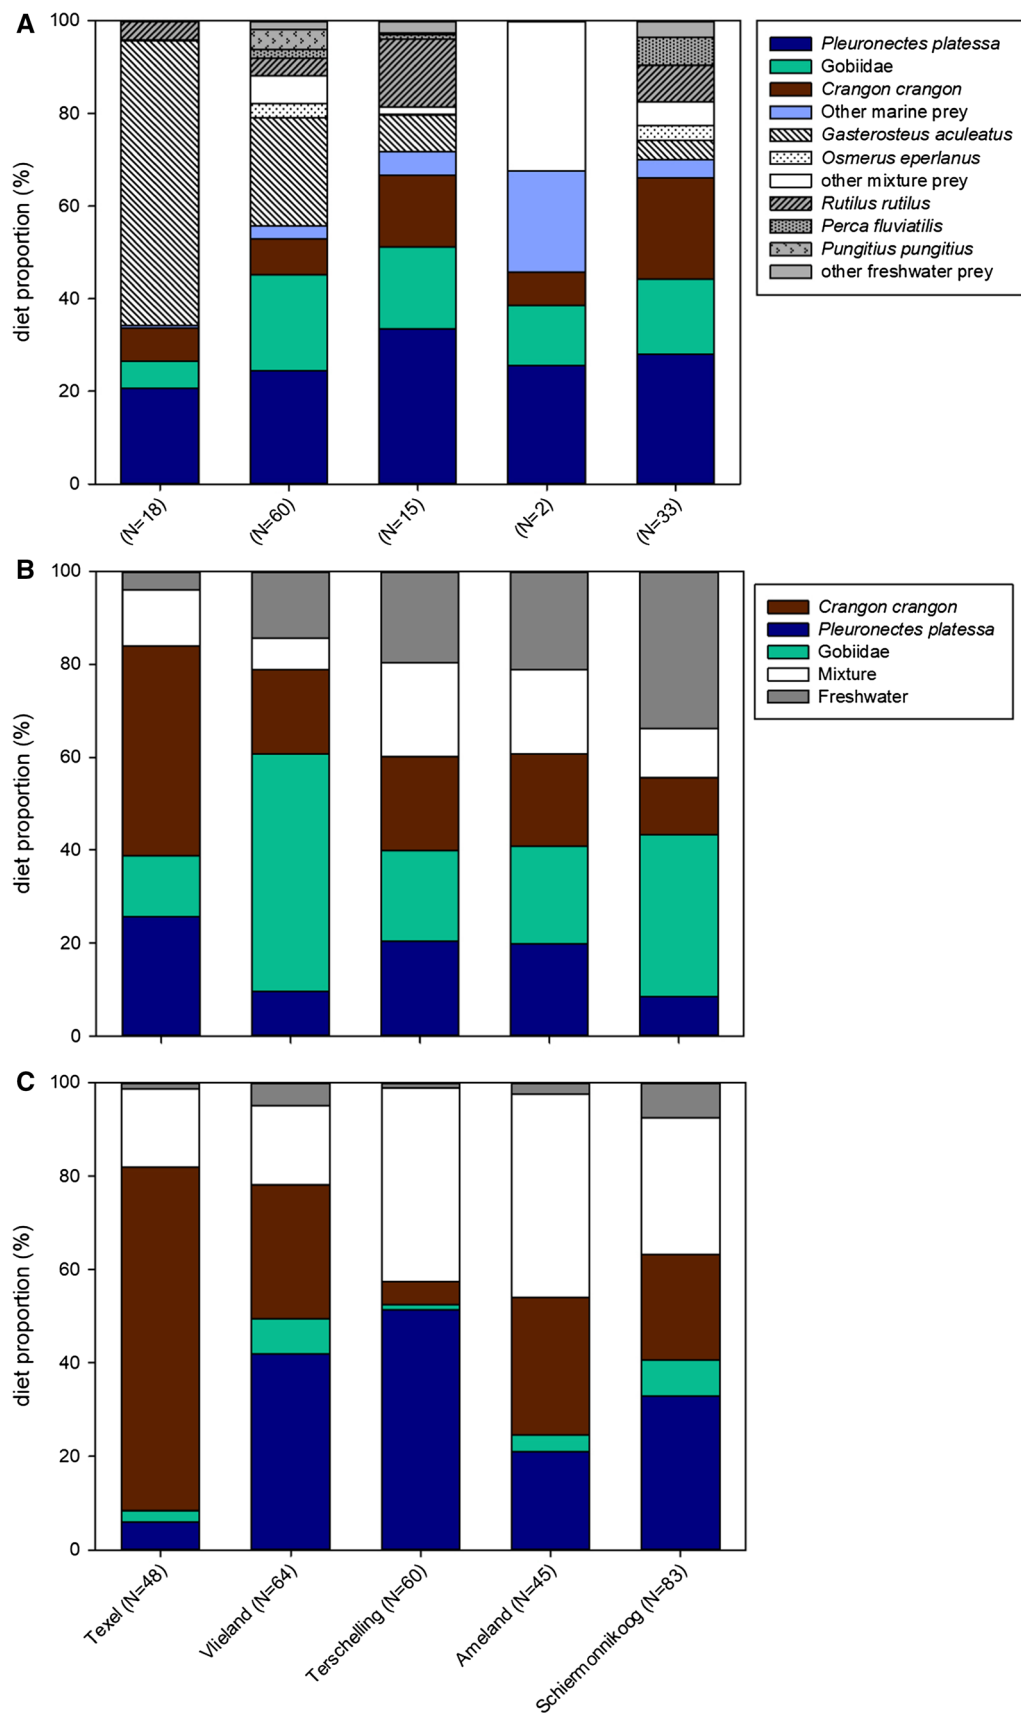 A
100
80
60
40
20
0
diet proportion (%)
(N=18)
(N=60)
(N=15)
(N=2)
(N=33)
Pleuronectes platessa
Gobiidae
Crangon crangon
Other marine prey
Gasterosteus aculeatus
Osmerus eperlanus
other mixture prey
Rutilus rutilus
Perca fluviatilis
Pungitius pungitius
other freshwater prey
B
100
80
60
40
20
0
diet proportion (%)
Crangon crangon
Pleuronectes platessa
Gobiidae
Mixture
Freshwater
C
100
80
60
40
20
0
diet proportion (%)
Texel (N=48)
Vlieland (N=64)
Terschelling (N=60)
Ameland (N=45)
Schiermonnikoog (N=83)